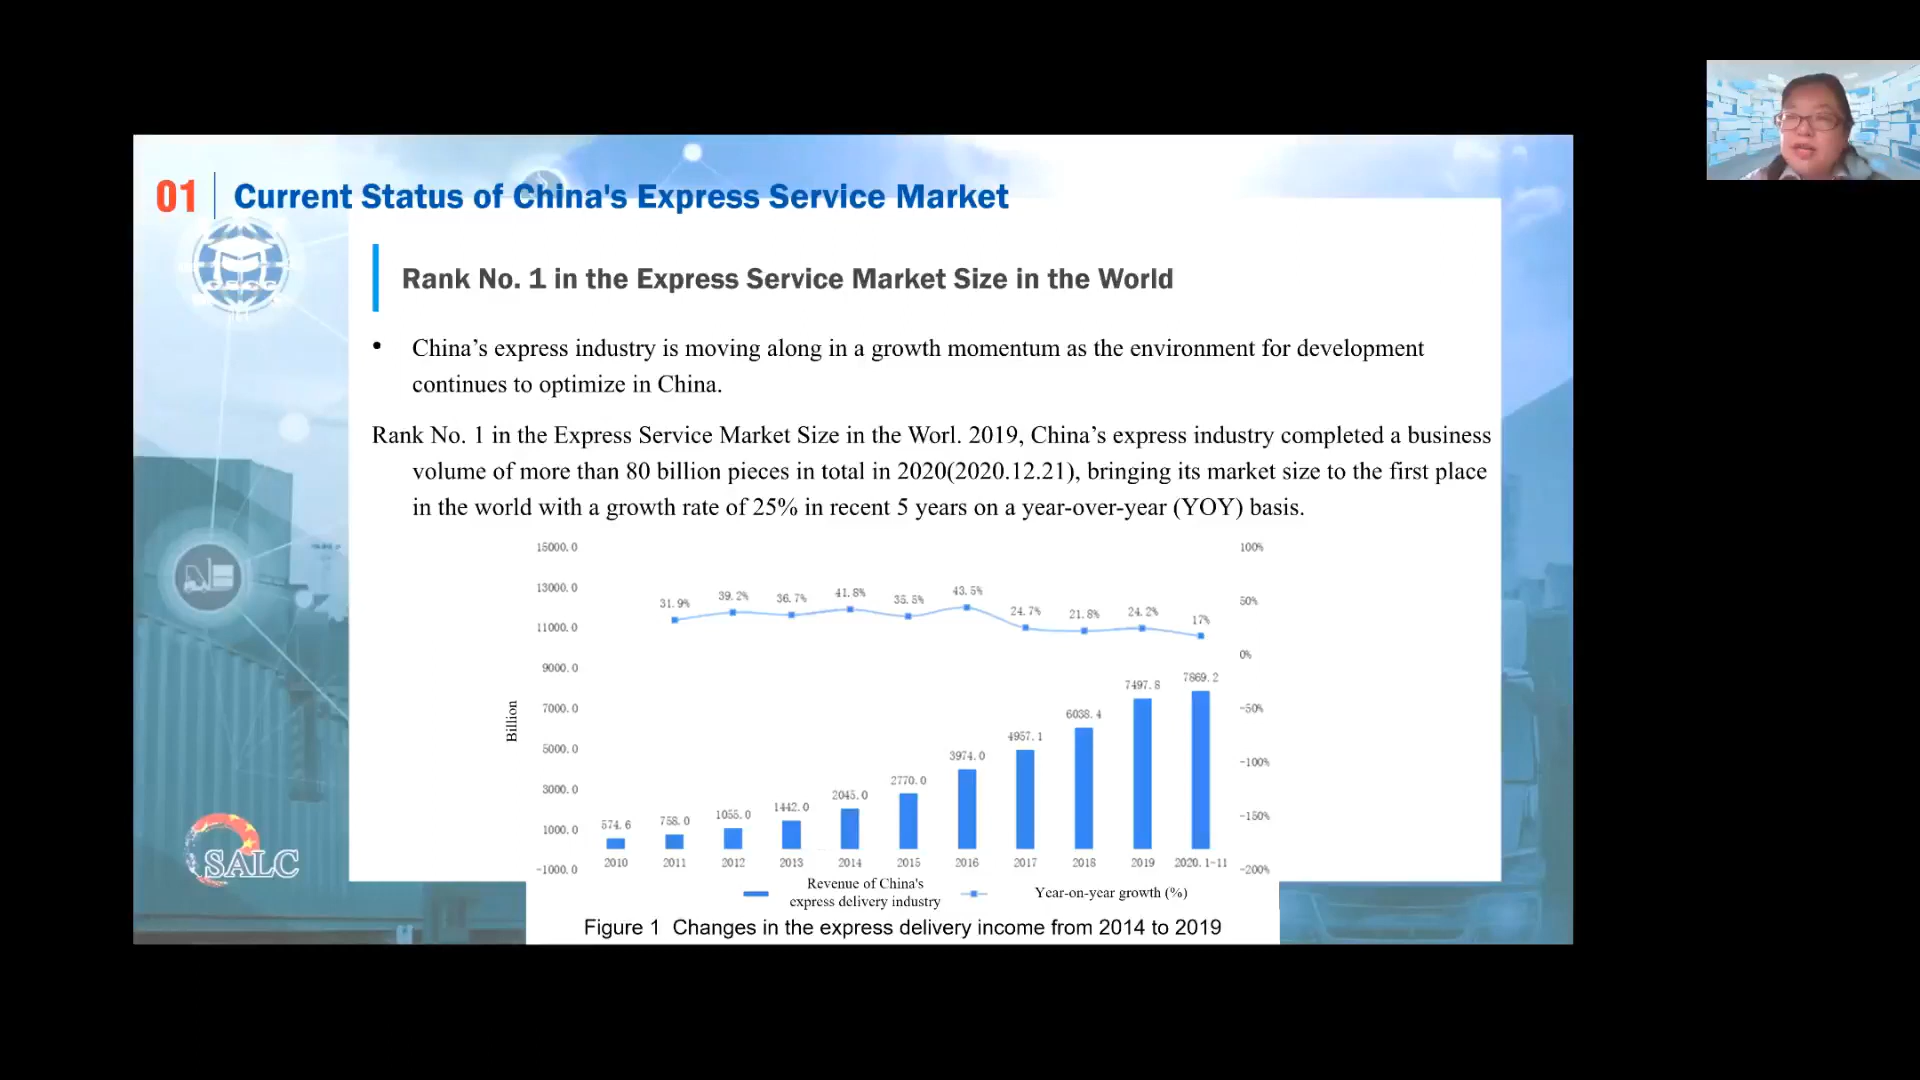 01 Current Status of China's Express Service Market
Rank No. 1 in the Express Service Market Size in the World
• China’s express industry is moving along in a growth momentum as the environment for development
continues to optimize in China.
Rank No. 1 in the Express Service Market Size in the Worl. 2019, China’s express industry completed a business
volume of more than 80 billion pieces in total in 2020(2020.12.21), bringing its market size to the first place
in the world with a growth rate of 25% in recent 5 years on a year-over-year (YOY) basis.
15000.0
13000.0
11000.0
9000.0
7000.0
5000.0
3000.0
1000.0
-1000.0
Billion
31.9% 39.2% 36.7% 41.8% 35.5% 43.5% 24.7% 21.8% 24.2% 17%
574.6 758.0 1055.0 1442.0 2045.0 2770.0 3974.0 4957.1 6038.4 7497.8 7869.2
2010 2011 2012 2013 2014 2015 2016 2017 2018 2019 2020.1-11
100%
50%
0%
-50%
-100%
-150%
-200%
Revenue of China's
express delivery industry
Year-on-year growth (%)
Figure 1 Changes in the express delivery income from 2014 to 2019
SALC